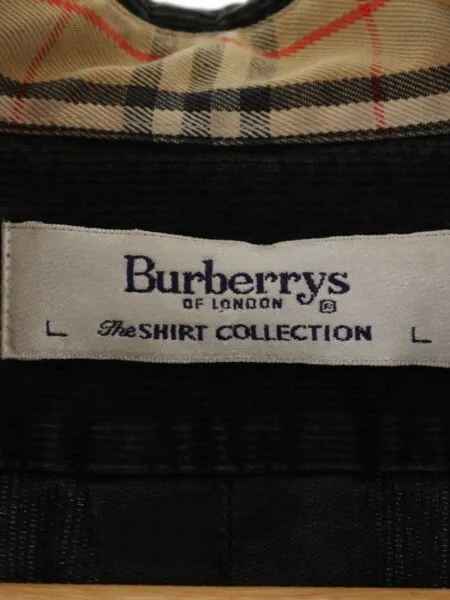 Burberrys
OF LONDON
L The SHIRT COLLECTION L